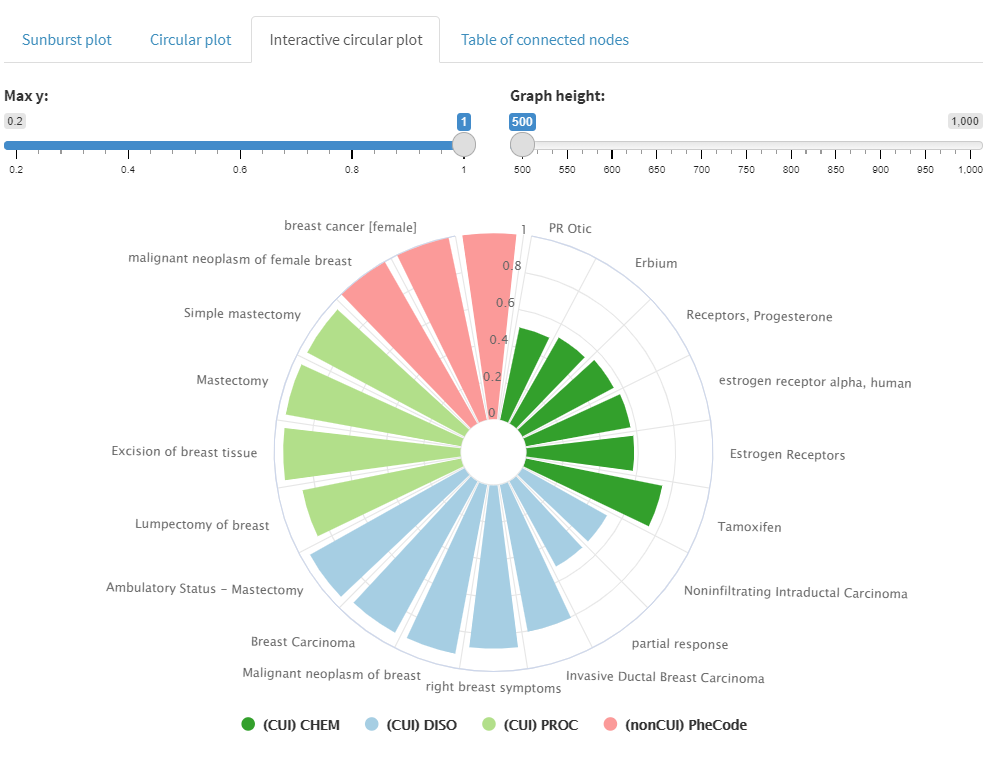 Sunburst plot Circular plot Interactive circular plot Table of connected nodes
Max y: Graph height:
0.2 1 500 1,000
0.2 0.4 0.6 0.8 1 500 550 600 650 700 750 800 850 900 950 1,000
breast cancer [female] 1 PR Otic
malignant neoplasm of female breast 0.8 Erbium
Simple mastectomy 0.6 Receptors, Progesterone
0.4
Mastectomy 0.2 estrogen receptor alpha, human
0
Excision of breast tissue Estrogen Receptors
Lumpectomy of breast Tamoxifen
Ambulatory Status - Mastectomy Noninfiltrating Intraductal Carcinoma
Breast Carcinoma partial response
Malignant neoplasm of breast Invasive Ductal Breast Carcinoma
right breast symptoms
(CUI) CHEM (CUI) DISO (CUI) PROC (nonCUI) PheCode